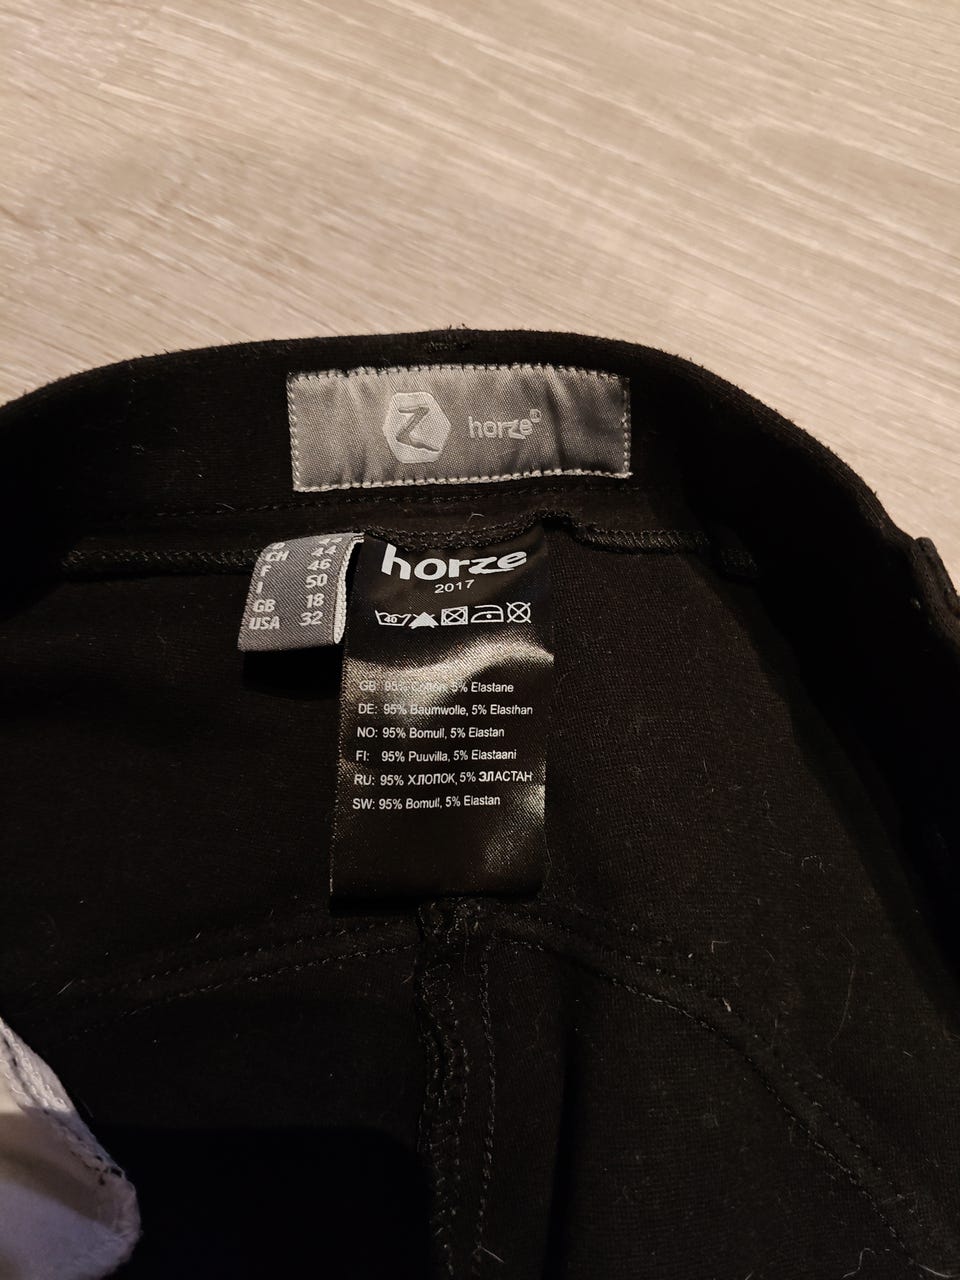 horze®
CH 44
F 46
I 50
GB 18
USA 32
horze
2017
40
GB: 95% Cotton, 5% Elastane
DE: 95% Baumwolle, 5% Elasthan
NO: 95% Bomull, 5% Elastan
FI: 95% Puuvilla, 5% Elastaani
RU: 95% ХЛОПОК, 5% ЭЛАСТАН
SW: 95% Bomull, 5% Elastan